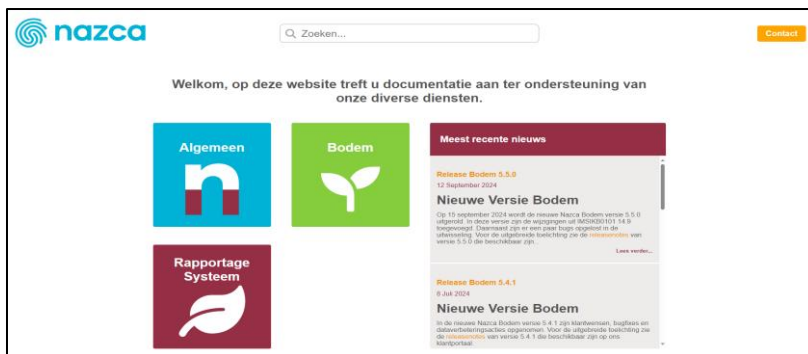 nazca
Zoeken...
Contact
Welkom, op deze website treft u documentatie aan ter ondersteuning van
onze diverse diensten.
Algemeen
n
Bodem
Rapportage
Systeem
Meest recente nieuws
Release Bodem 5.5.0
12 September 2024
Nieuwe Versie Bodem
Op 15 september 2024 wordt de nieuwe Nazca Bodem versie 5.5.0
uitgerold. In deze versie zijn de wijzigingen uit IMSIKB0101 14.9
toegevoegd. Daarnaast zijn er een paar bugs opgelost in de
uitwisseling. Voor de uitgebreide toelichting zie de releasenotes van
versie 5.5.0 die beschikbaar zijn...
Lees verder...
Release Bodem 5.4.1
6 Juli 2024
Nieuwe Versie Bodem
In de nieuwe Nazca Bodem versie 5.4.1 zijn klantwensen, bugfixes en
dataverbeteringsacties opgenomen. Voor de uitgebreide toelichting zie
de releasenotes van versie 5.4.1 die beschikbaar zijn op ons
klantportaal.